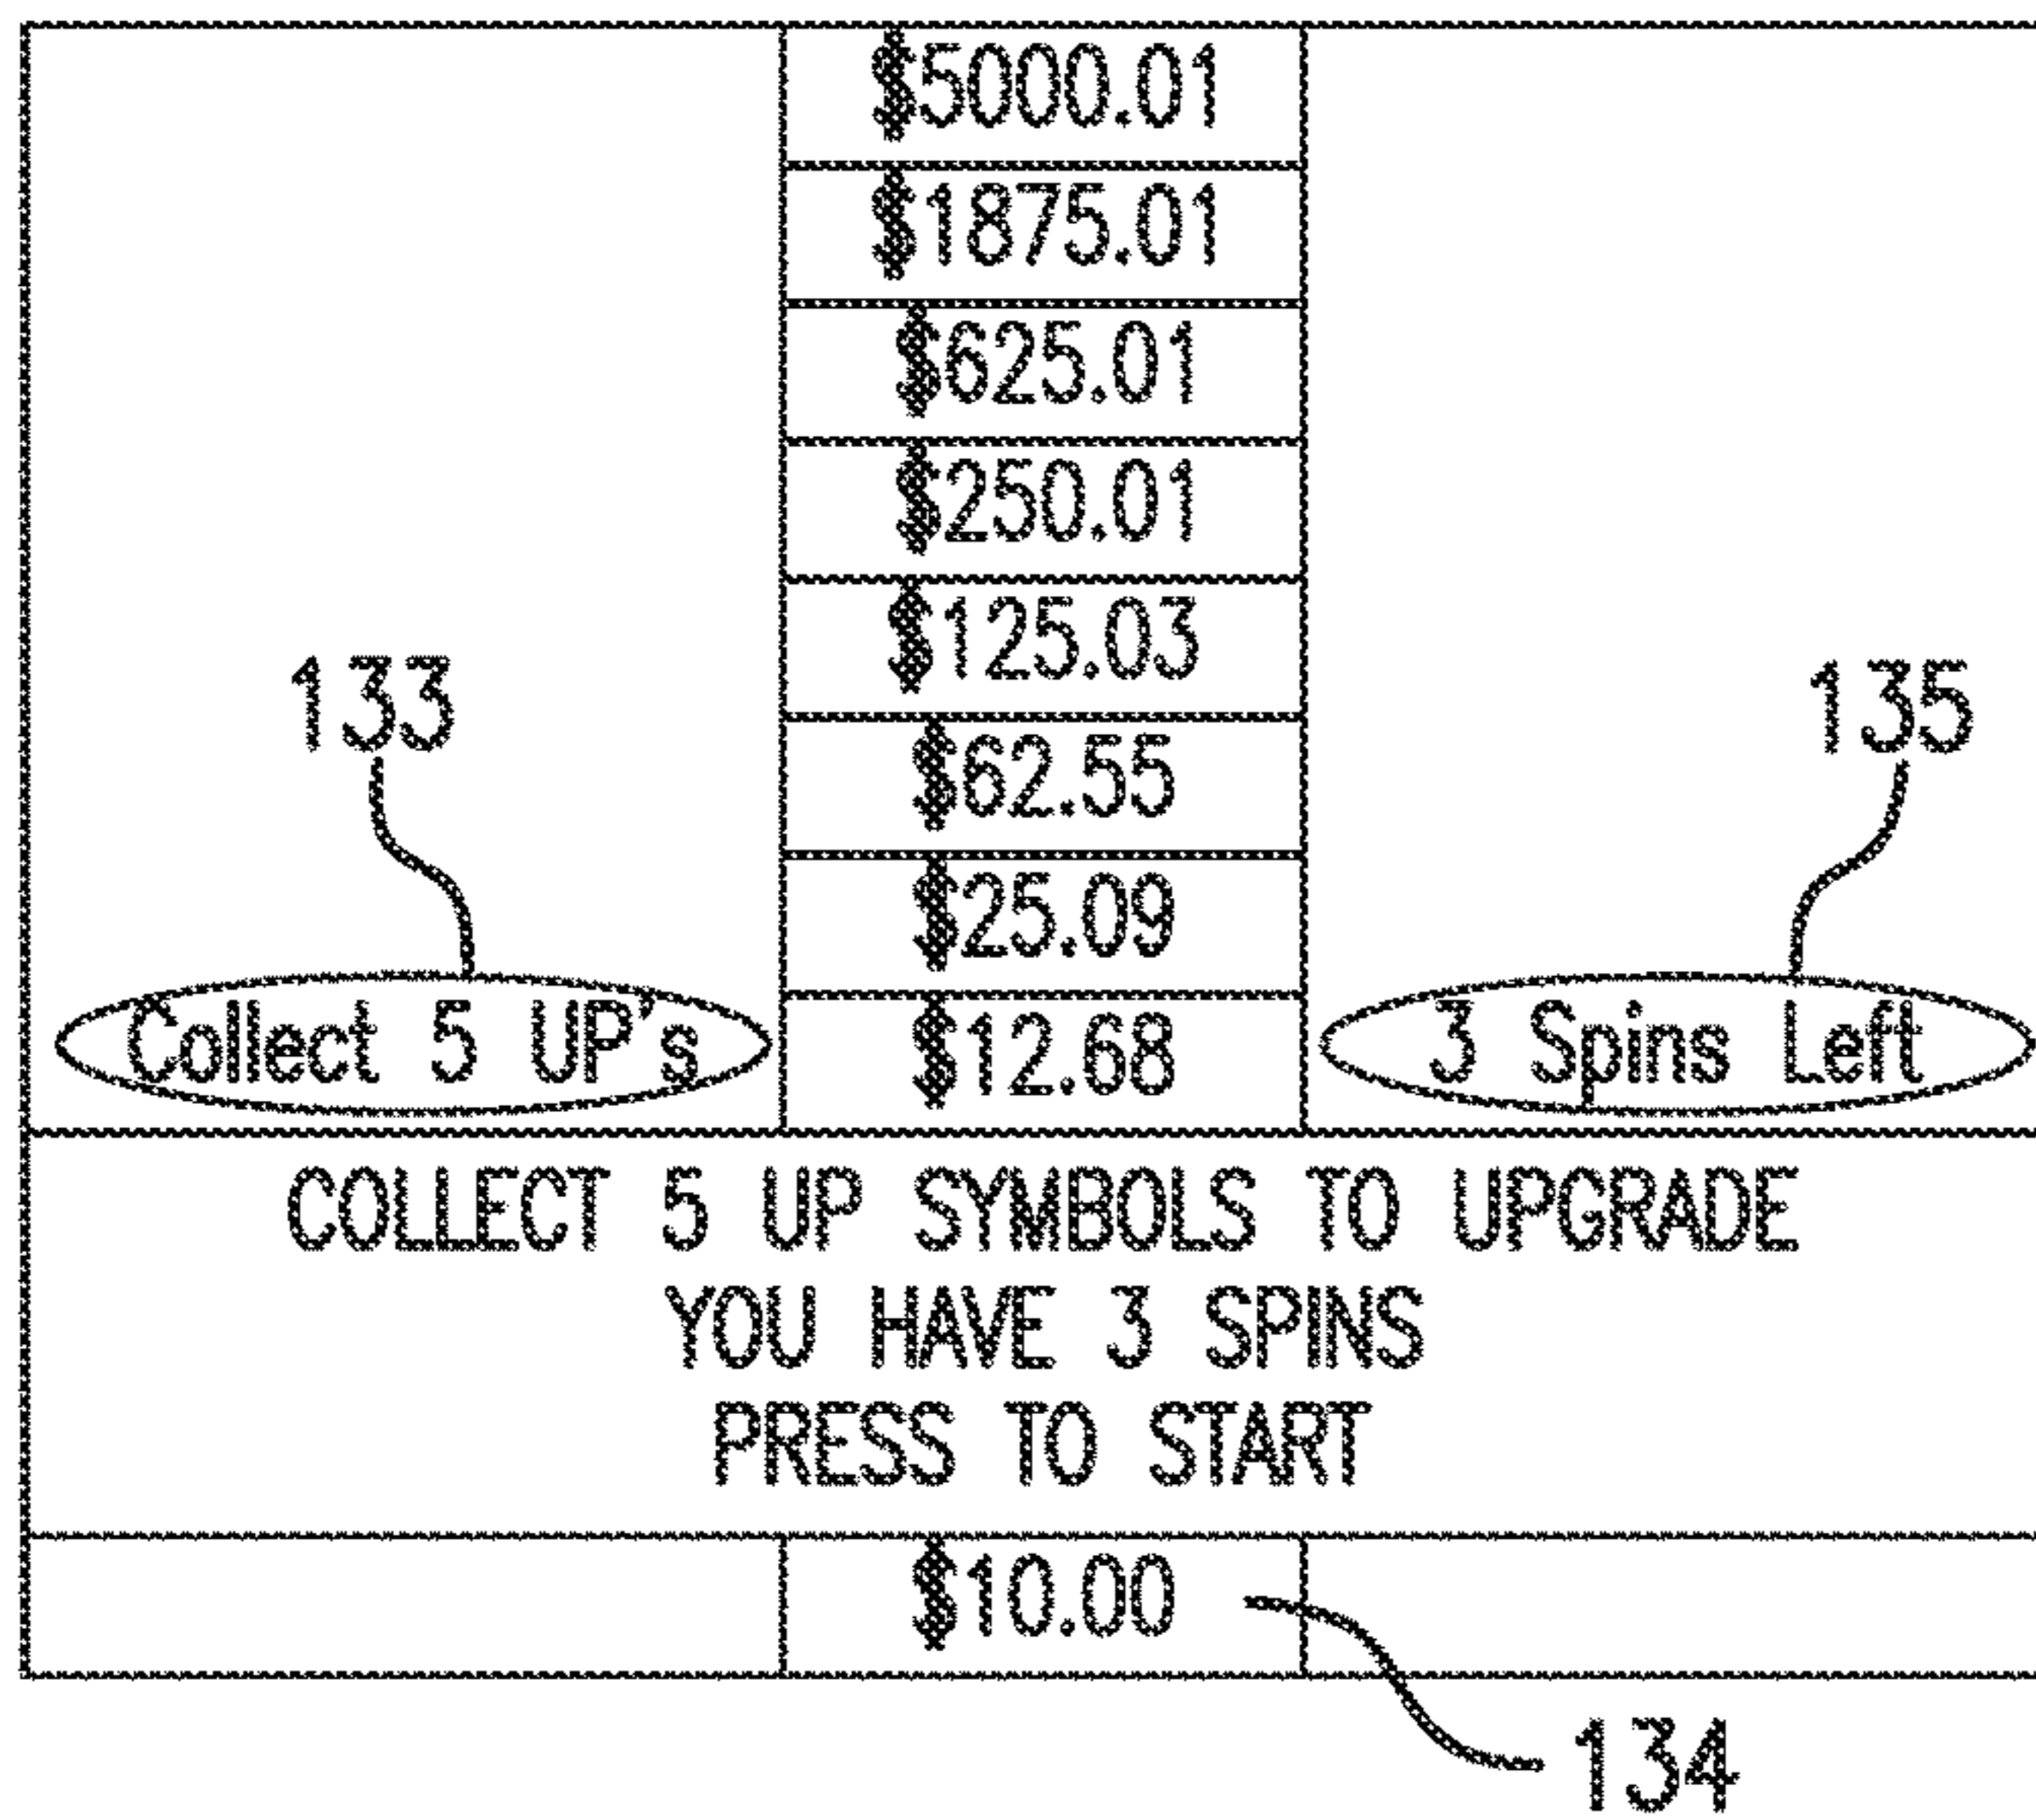 $5000.01
$1875.01
$625.01
$250.01
$125.03
133
135
$62.55
$25.09
Collect 5 UP's $12.68 3 Spins Left
COLLECT 5 UP SYMBOLS TO UPGRADE
YOU HAVE 3 SPINS
PRESS TO START
$10.00
134